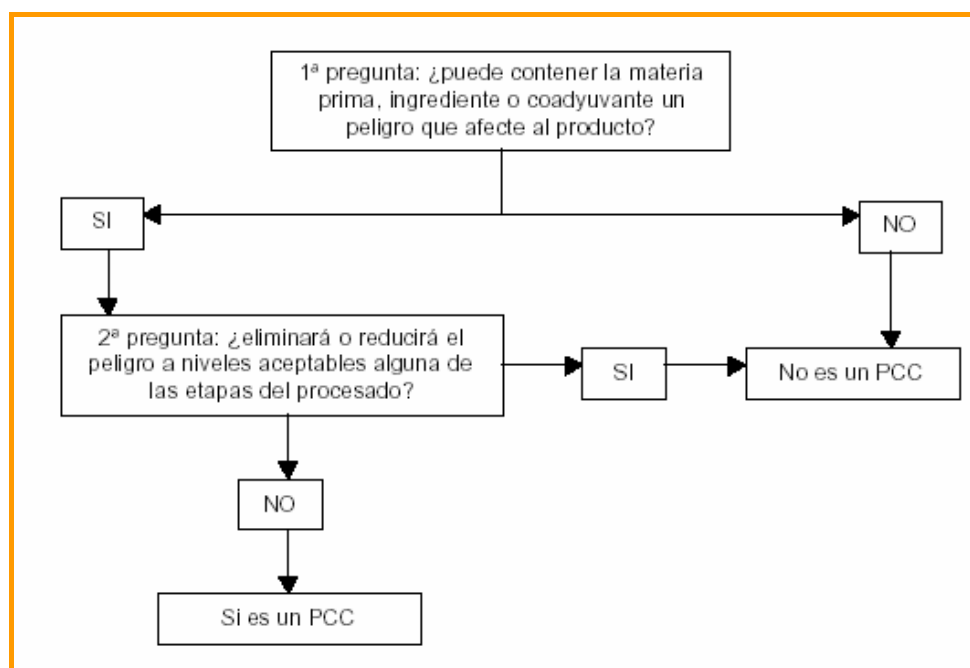 1ª pregunta: ¿puede contener la materia
prima, ingrediente o coadyuvante un
peligro que afecte al producto?
SI
NO
2ª pregunta: ¿eliminará o reducirá el
peligro a niveles aceptables alguna de
las etapas del procesado?
SI
No es un PCC
NO
Si es un PCC